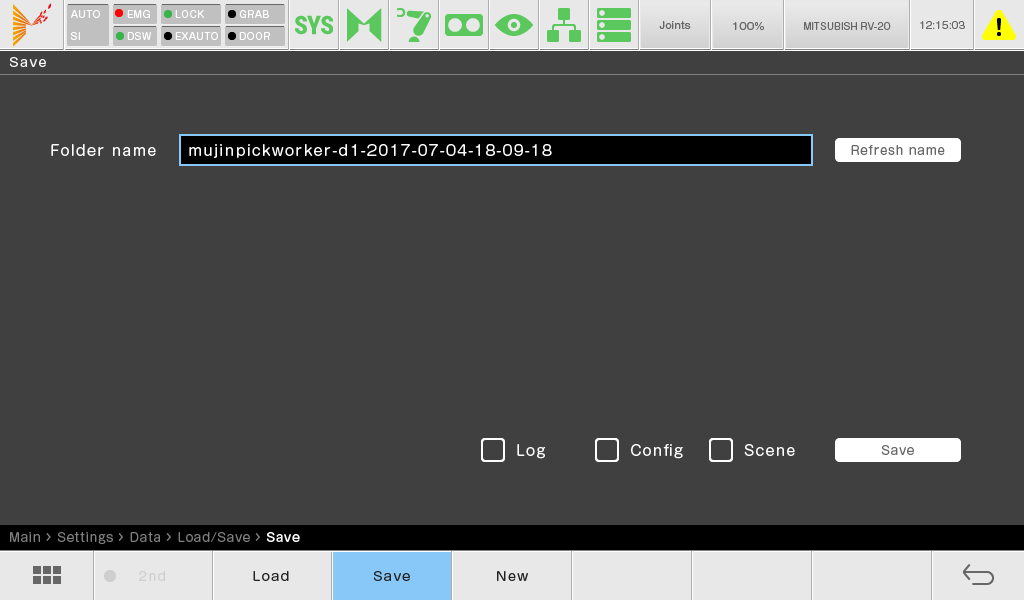 AUTO EMG LOCK GRAB
SI DSW EXAUTO DOOR
SYS
Joints
100%
MITSUBISH RV-20
12:15:03
Save
Folder name
mujinpickworker-d1-2017-07-04-18-09-18
Refresh name
Log
Config
Scene
Save
Main > Settings > Data > Load/Save > Save
2nd
Load
Save
New